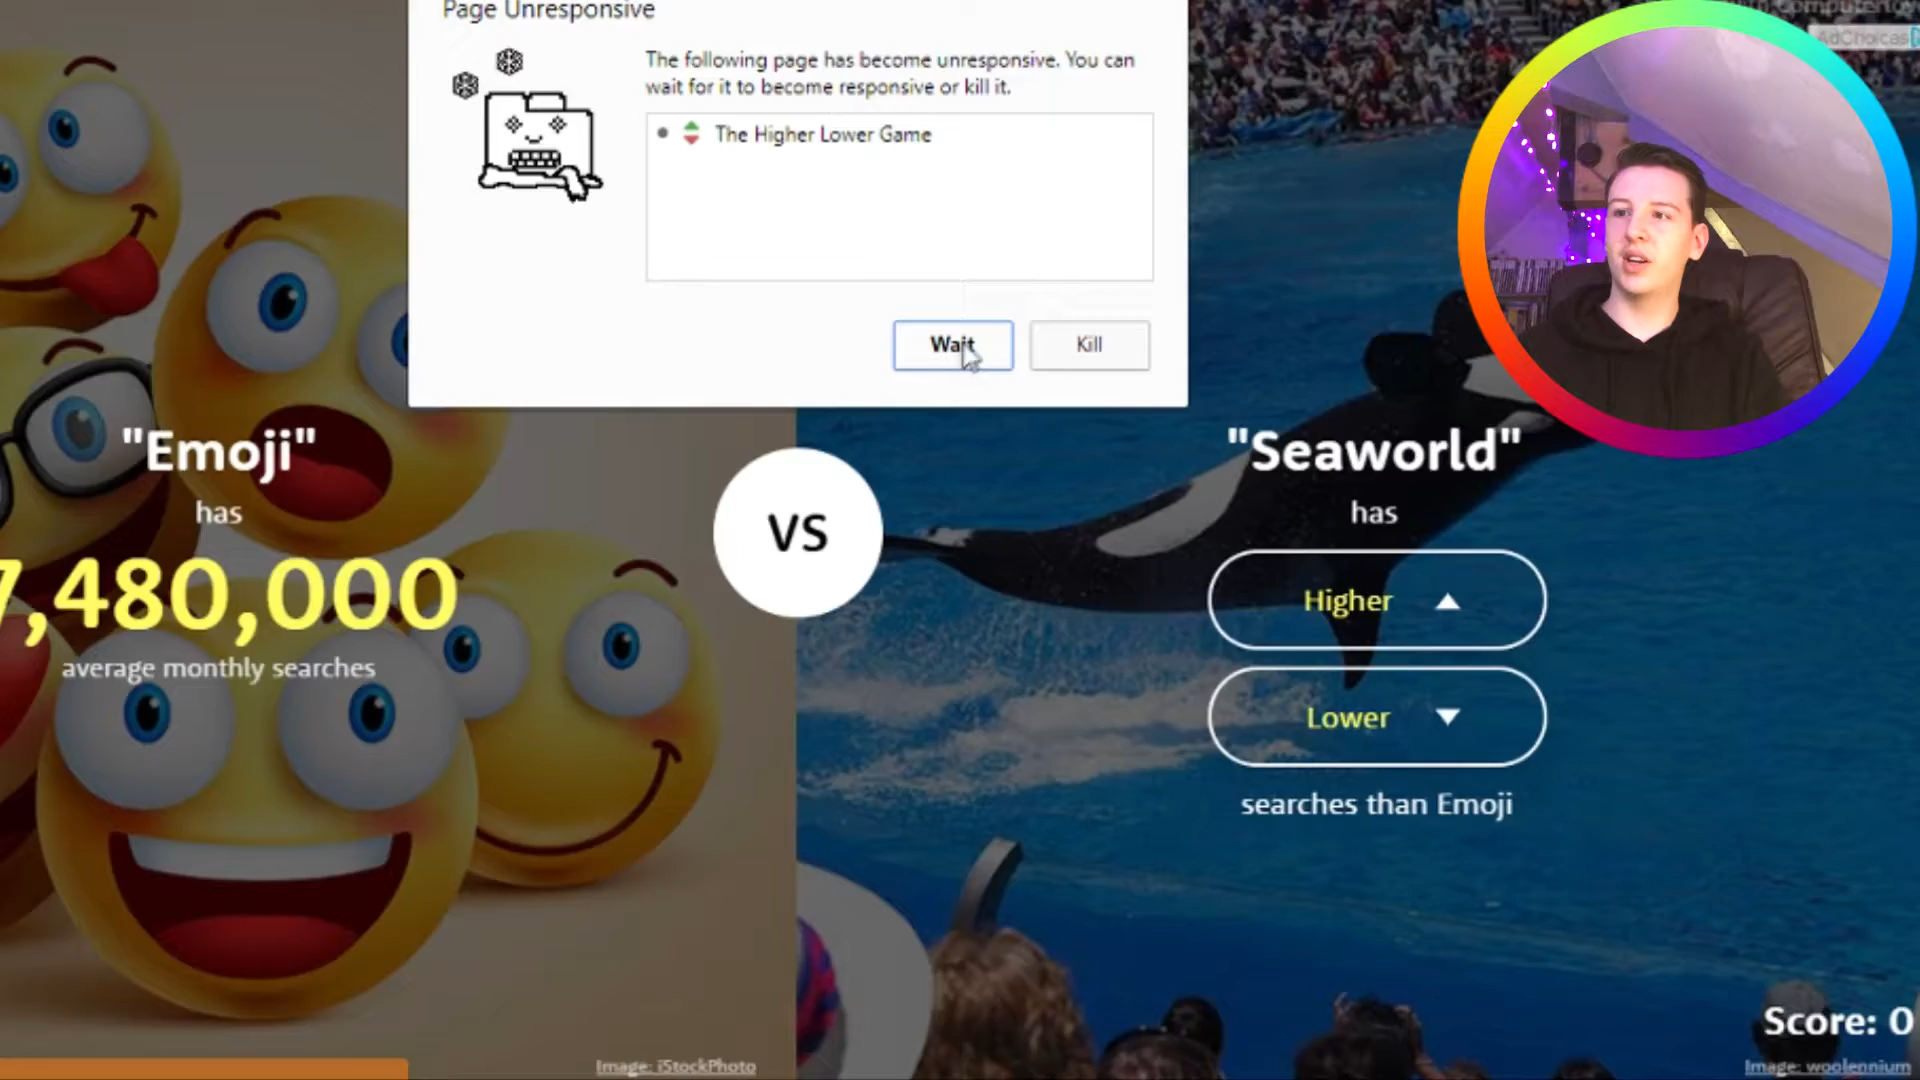 Page Unresponsive
The following page has become unresponsive. You can
wait for it to become responsive or kill it.
The Higher Lower Game
Wait
Kill
AdChoices
"Emoji"
has
7,480,000
average monthly searches
VS
"Seaworld"
has
Higher
Lower
searches than Emoji
Score: 0
Image: iStockPhoto
Image: woolennium